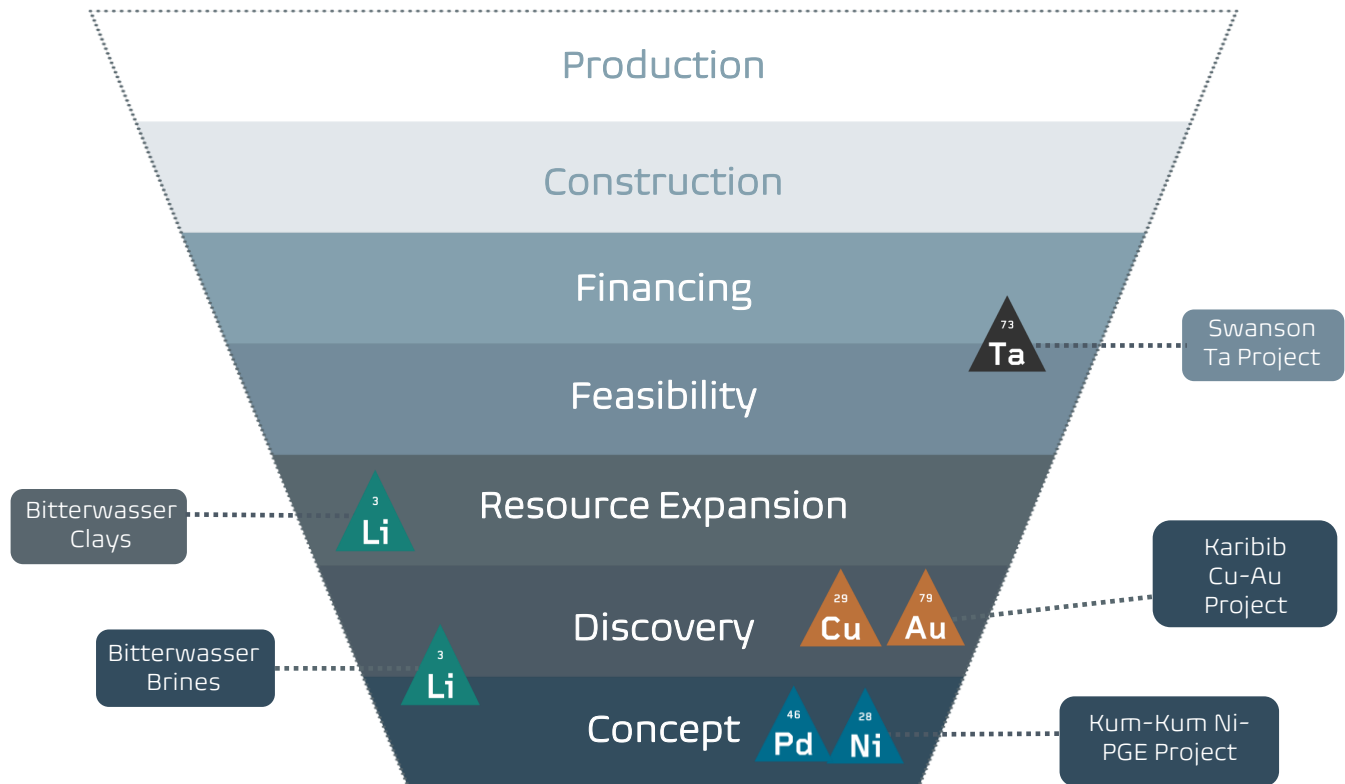 Production
Construction
Financing
73
Ta
Swanson
Ta Project
Feasibility
Bitterwasser
Clays
3
Li
Resource Expansion
Karibib
Cu-Au
Project
29
Cu
79
Au
Discovery
Bitterwasser
Brines
3
Li
Concept
46
Pd
28
Ni
Kum-Kum Ni-
PGE Project